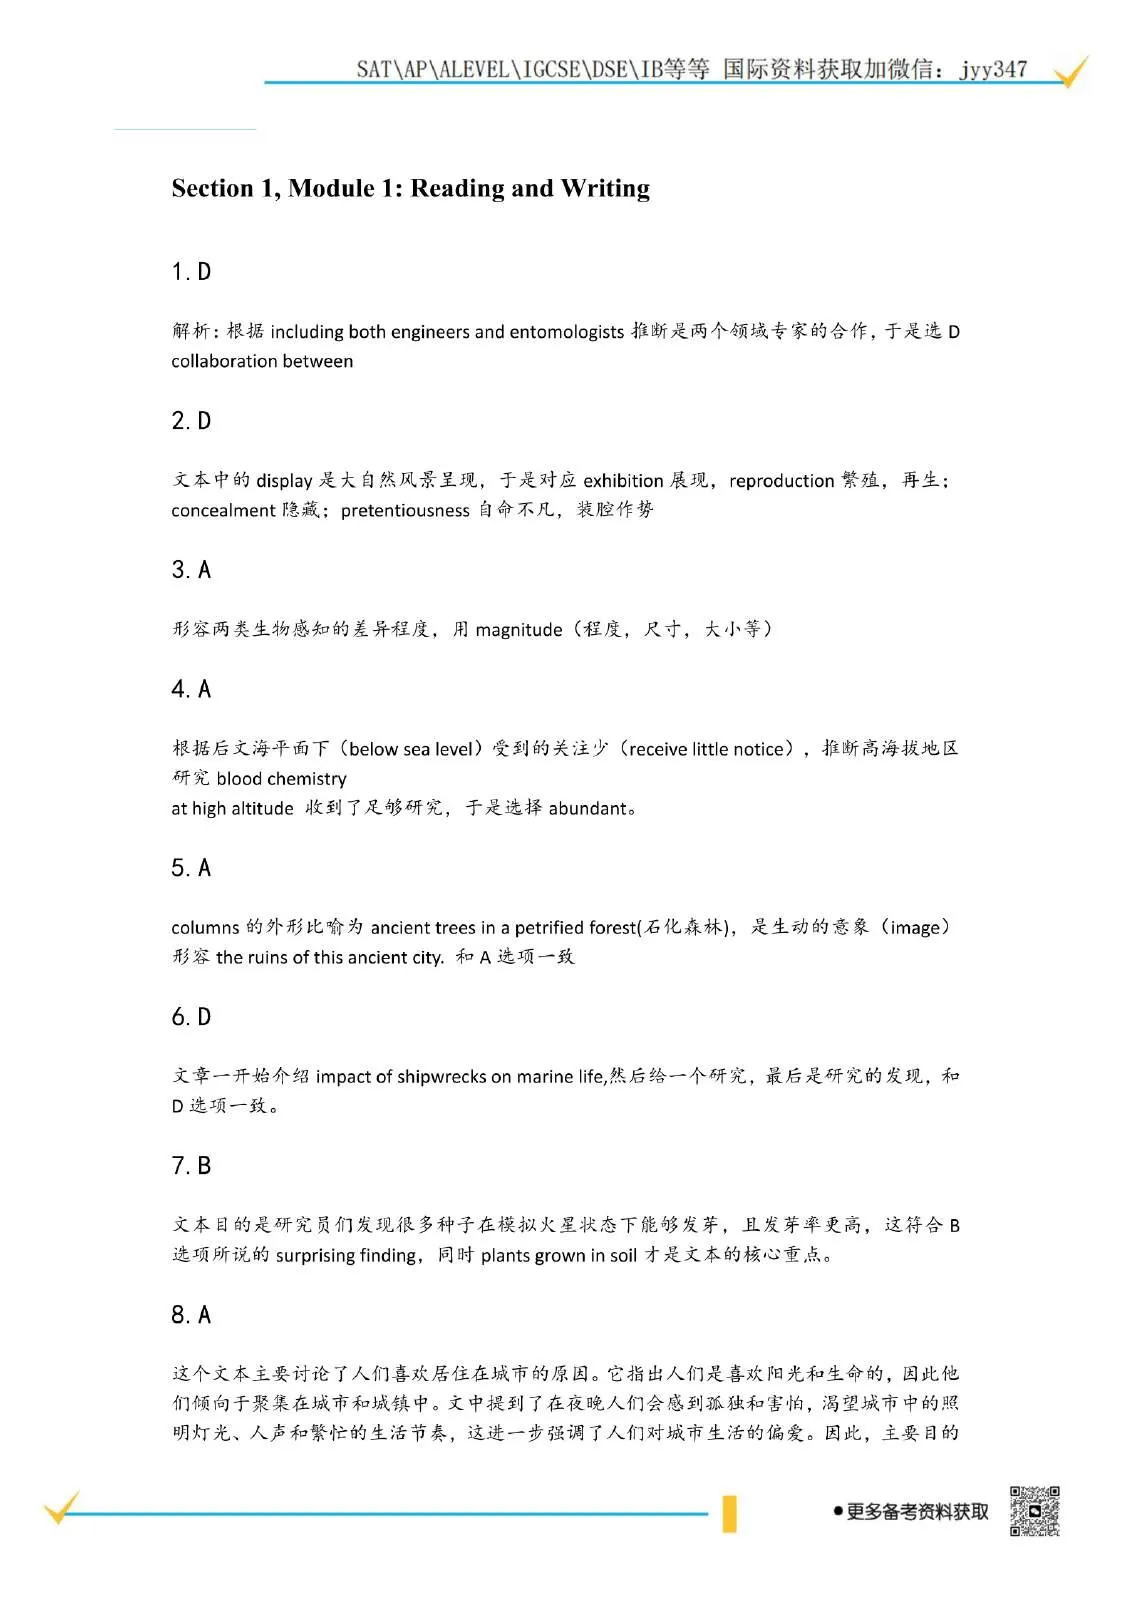 SAT\AP\ALEVEL\IGCSE\DSE\IB等等 国际资料获取加微信：jyy347
Section 1, Module 1: Reading and Writing
1. D
解析：根据 including both engineers and entomologists 推断是两个领域专家的合作，于是选 D
collaboration between
2. D
文本中的 display 是大自然风景呈现，于是对应 exhibition 展现，reproduction 繁殖，再生；
concealment 隐藏；pretentiousness 自命不凡，装腔作势
3. A
形容两类生物感知的差异程度，用 magnitude（程度，尺寸，大小等）
4. A
根据后文海平面下（below sea level）受到的关注少（receive little notice），推断高海拔地区
研究 blood chemistry
at high altitude 收到了足够研究，于是选择 abundant。
5. A
columns 的外形比喻为 ancient trees in a petrified forest(石化森林)，是生动的意象（image）
形容 the ruins of this ancient city. 和 A 选项一致
6. D
文章一开始介绍 impact of shipwrecks on marine life,然后给一个研究，最后是研究的发现，和
D 选项一致。
7. B
文本目的是研究员们发现很多种子在模拟火星状态下能够发芽，且发芽率更高，这符合 B
选项所说的 surprising finding，同时 plants grown in soil 才是文本的核心重点。
8. A
这个文本主要讨论了人们喜欢居住在城市的原因。它指出人们是喜欢阳光和生命的，因此他
们倾向于聚集在城市和城镇中。文中提到了在夜晚人们会感到孤独和害怕，渴望城市中的照
明灯光、人声和繁忙的生活节奏，这进一步强调了人们对城市生活的偏爱。因此，主要目的
●更多备考资料获取